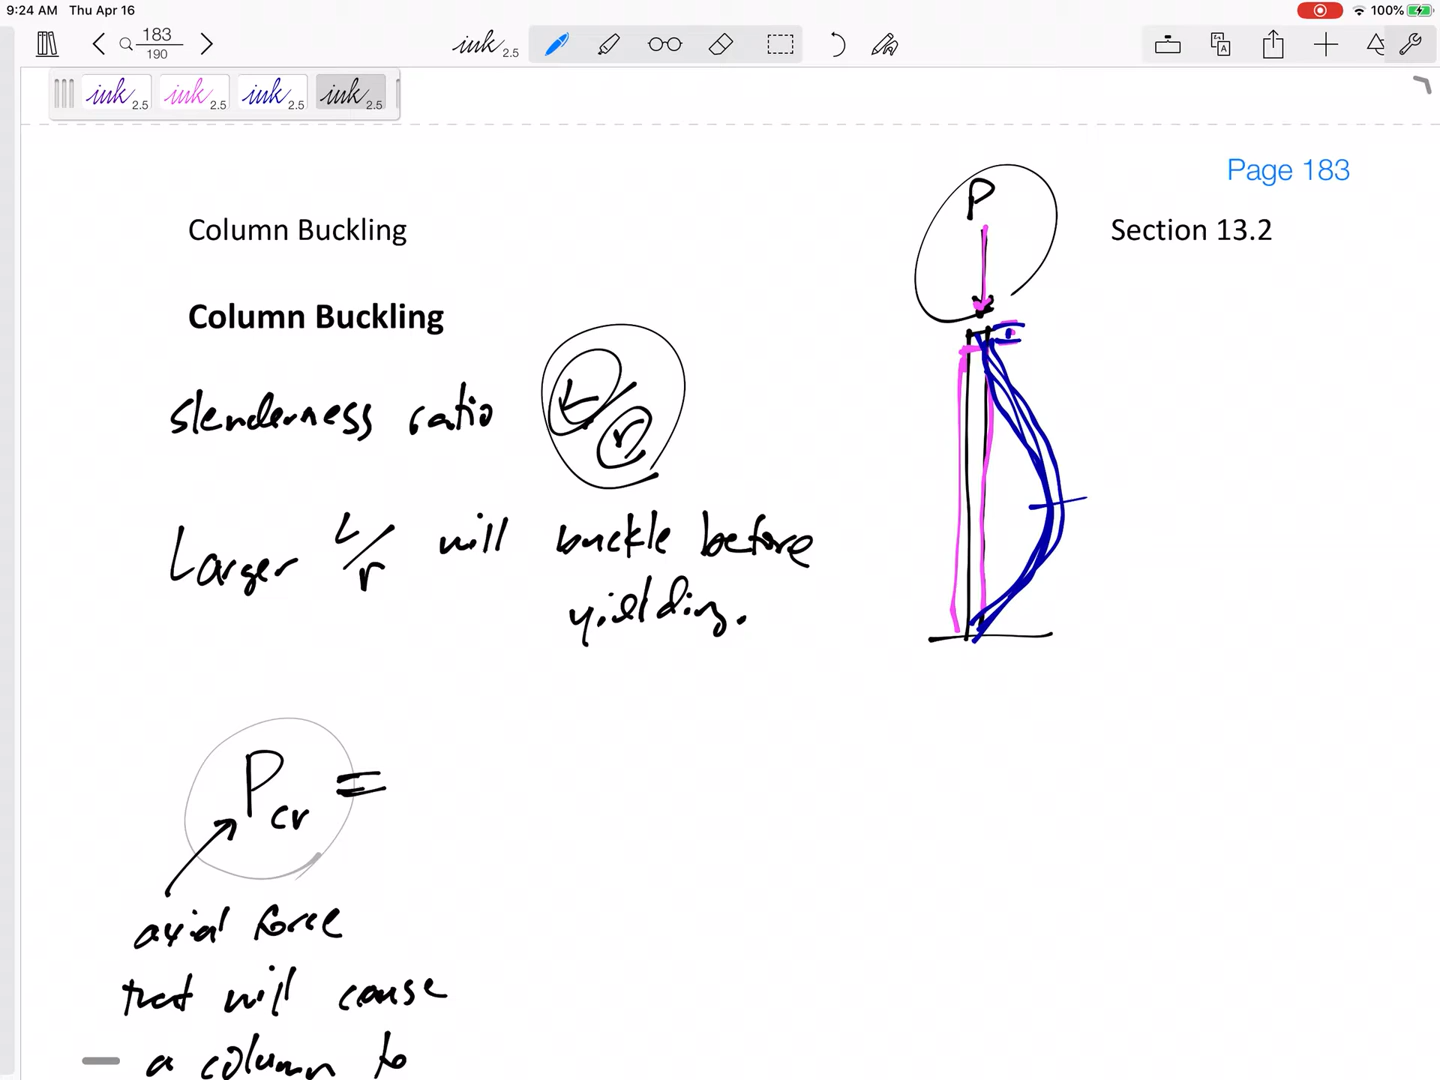 9:24 AM Thu Apr 16
100%
183
190
ink 2.5
ink 2.5
ink 2.5
ink 2.5
ink 2.5
Page 183
P
Column Buckling
Section 13.2
Column Buckling
slenderness ratio L/r
Larger L/r will buckle before
yielding.
Pcr =
axial force
that will cause
a column to